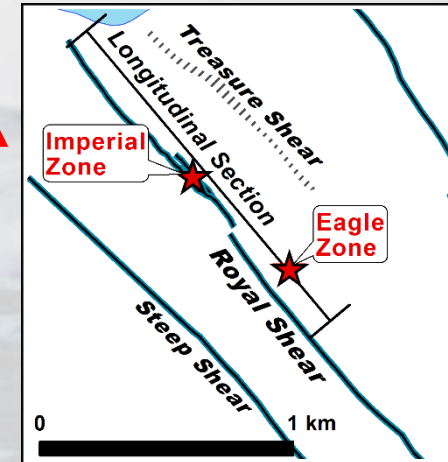 Treasure Shear
Longitudinal Section
Imperial
Zone
Eagle
Zone
Royal Shear
Steep Shear
0
1 km